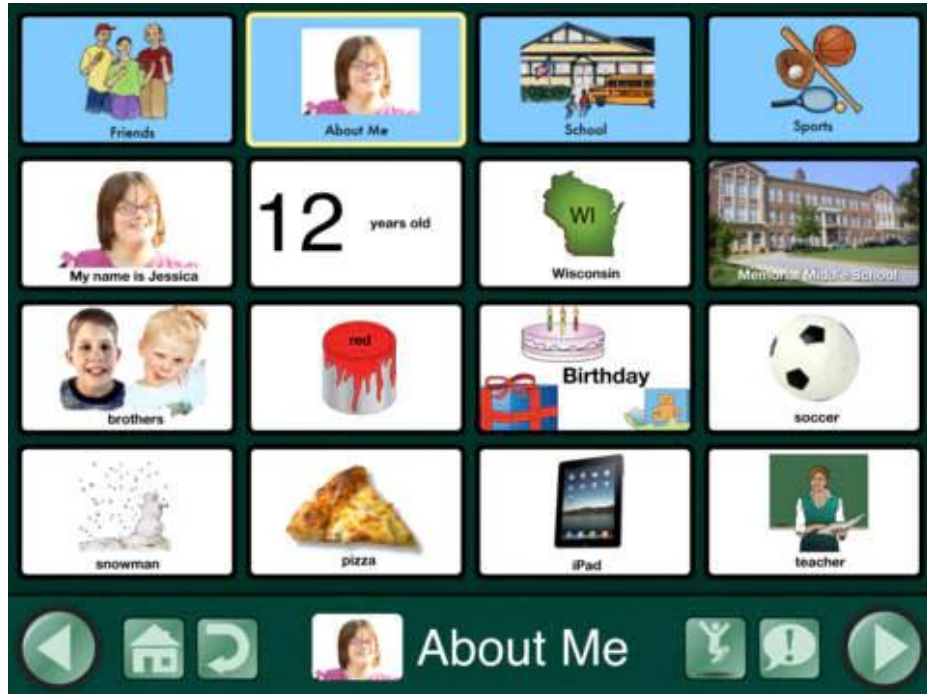 Friends
About Me
School
Sports
My name is Jessica
12 years old
WI
Wisconsin
Memorial Middle School
brothers
red
Birthday
soccer
snowman
pizza
iPad
teacher
About Me